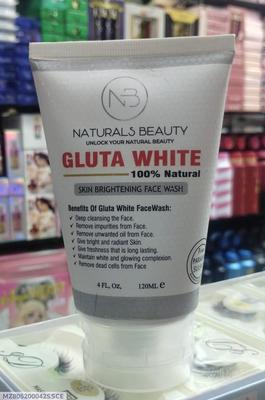 NB
NATURALS BEAUTY
UNLOCK YOUR NATURAL BEAUTY
GLUTA WHITE
100% Natural
SKIN BRIGHTENING FACE WASH
Benefits Of Gluta White FaceWash:
✓ Deep cleansing the Face.
✓ Remove impurities from Face.
✓ Remove unwanted oil from Face.
✓ Give bright and radiant Skin.
✓ Give freshness that is long lasting.
✓ Maintain white and glowing complexion.
✓ Remove dead cells from Face
4 FL, Oz, 120ML e
MZ805200042SSCE